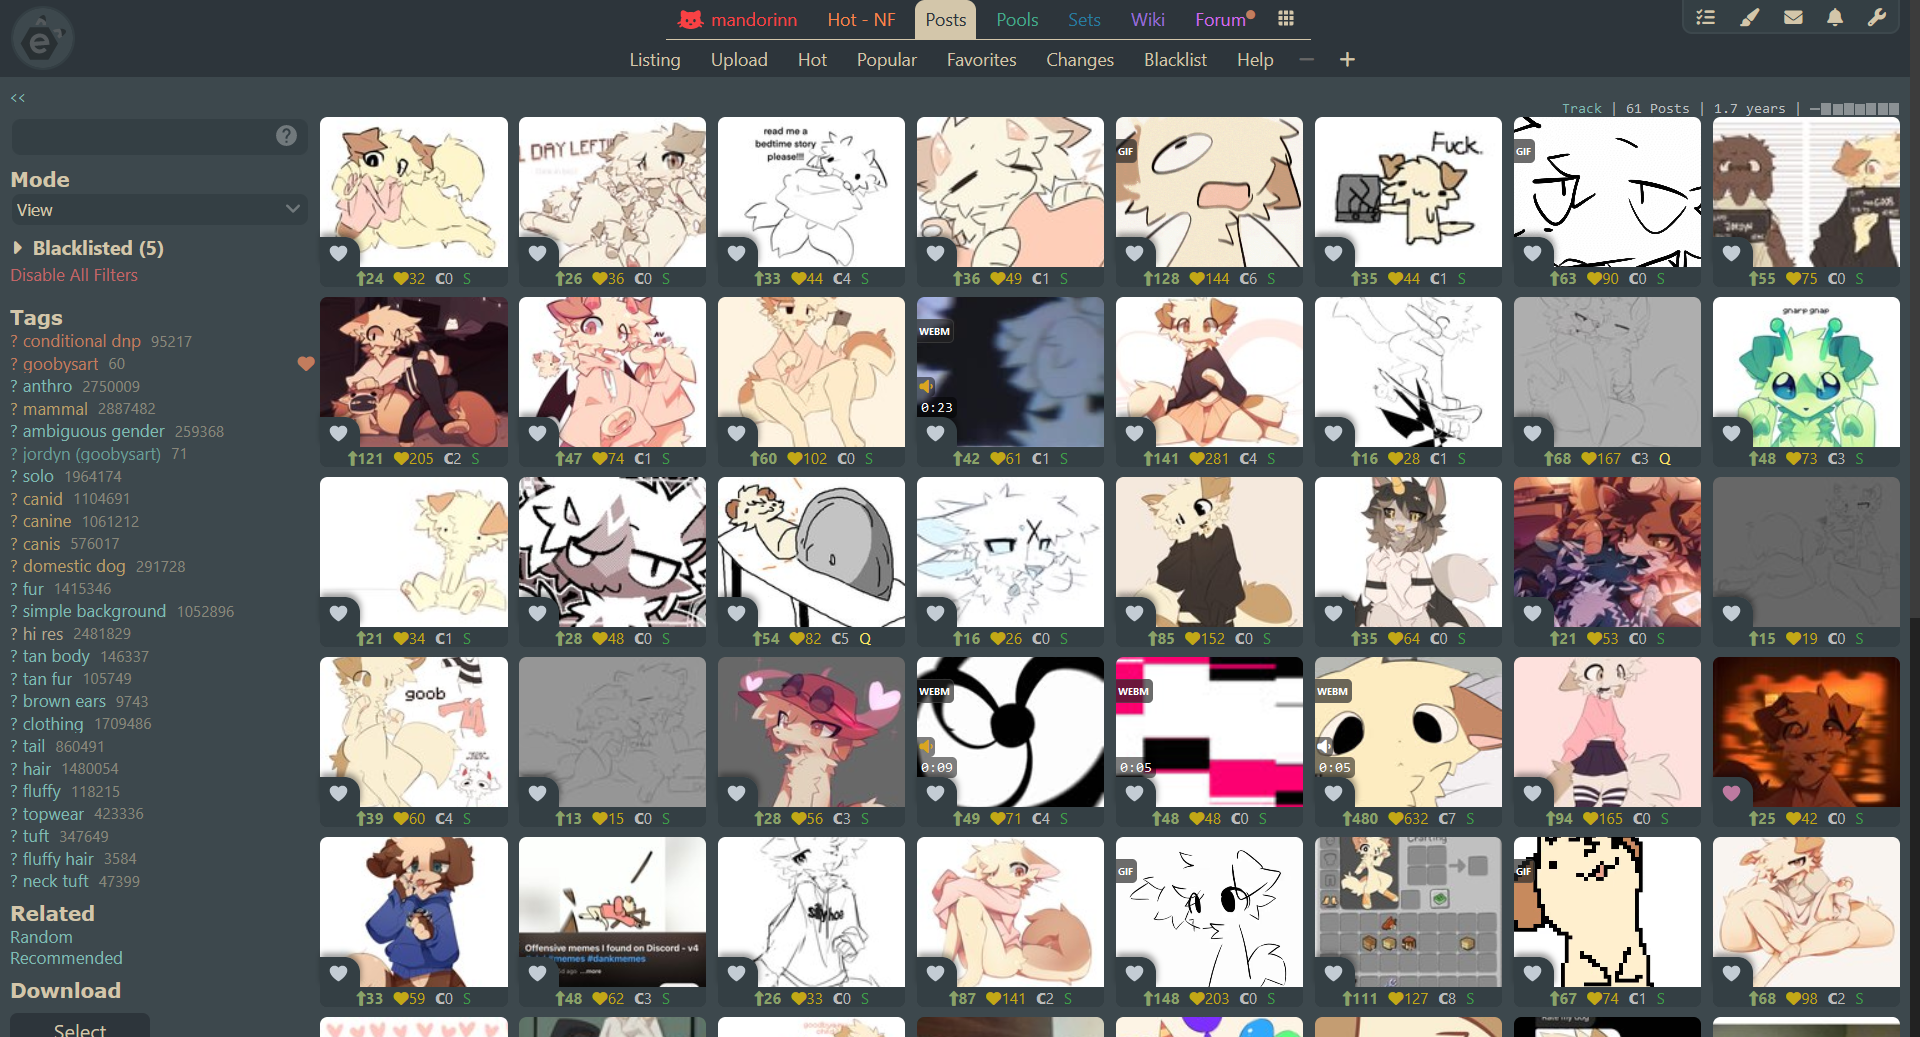 mandorinn Hot - NF Posts Pools Sets Wiki Forum
Listing Upload Hot Popular Favorites Changes Blacklist Help
<<
Track | 61 Posts | 1.7 years |
?
Mode
View
Blacklisted (5)
Disable All Filters
Tags
? conditional dnp 95217
? goobysart 60
? anthro 2750009
? mammal 2887482
? ambiguous gender 259368
? jordyn (goobysart) 71
? solo 1964174
? canid 1104691
? canine 1061212
? canis 576017
? domestic dog 291728
? fur 1415346
? simple background 1052896
? hi res 2481829
? tan body 146337
? tan fur 105749
? brown ears 9743
? clothing 1709486
? tail 860491
? hair 1480054
? fluffy 118215
? topwear 423336
? tuft 347649
? fluffy hair 3584
? neck tuft 47399
Related
Random
Recommended
Download
Select
DAY LEFT
read me a
bedtime story
please!!!
GIF
Fuck.
GIF
24 32 C0 S
26 36 C0 S
33 44 C4 S
36 49 C1 S
128 144 C6 S
35 44 C1 S
63 90 C0 S
55 75 C0 S
WEBM
0:23
gnarp gnap
121 205 C2 S
47 74 C1 S
60 102 C0 S
42 61 C1 S
141 281 C4 S
16 28 C1 S
68 167 C3 Q
48 73 C3 S
21 34 C1 S
28 48 C0 S
54 82 C5 Q
16 26 C0 S
85 152 C0 S
35 64 C0 S
21 53 C0 S
15 19 C0 S
goob
WEBM
0:09
WEBM
0:05
WEBM
0:05
39 60 C4 S
13 15 C0 S
28 56 C3 S
49 71 C4 S
48 48 C0 S
480 632 C7 S
94 165 C0 S
25 42 C0 S
Offensive memes I found on Discord - v4
#memes #dankmemes
ago ...more
GIF
Crafting
GIF
33 59 C0 S
48 62 C3 S
26 33 C0 S
87 141 C2 S
148 203 C0 S
111 127 C8 S
67 74 C1 S
68 98 C2 S